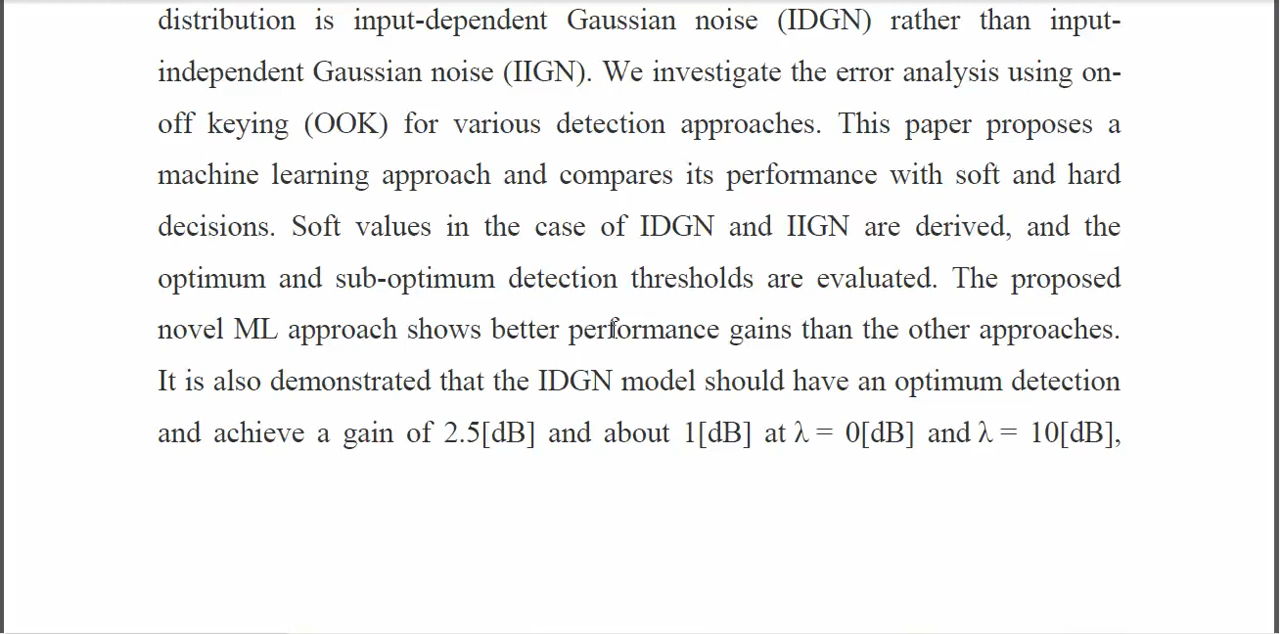 distribution is input-dependent Gaussian noise (IDGN) rather than input-
independent Gaussian noise (IIGN). We investigate the error analysis using on-
off keying (OOK) for various detection approaches. This paper proposes a
machine learning approach and compares its performance with soft and hard
decisions. Soft values in the case of IDGN and IIGN are derived, and the
optimum and sub-optimum detection thresholds are evaluated. The proposed
novel ML approach shows better performance gains than the other approaches.
It is also demonstrated that the IDGN model should have an optimum detection
and achieve a gain of 2.5[dB] and about 1[dB] at λ = 0[dB] and λ = 10[dB],